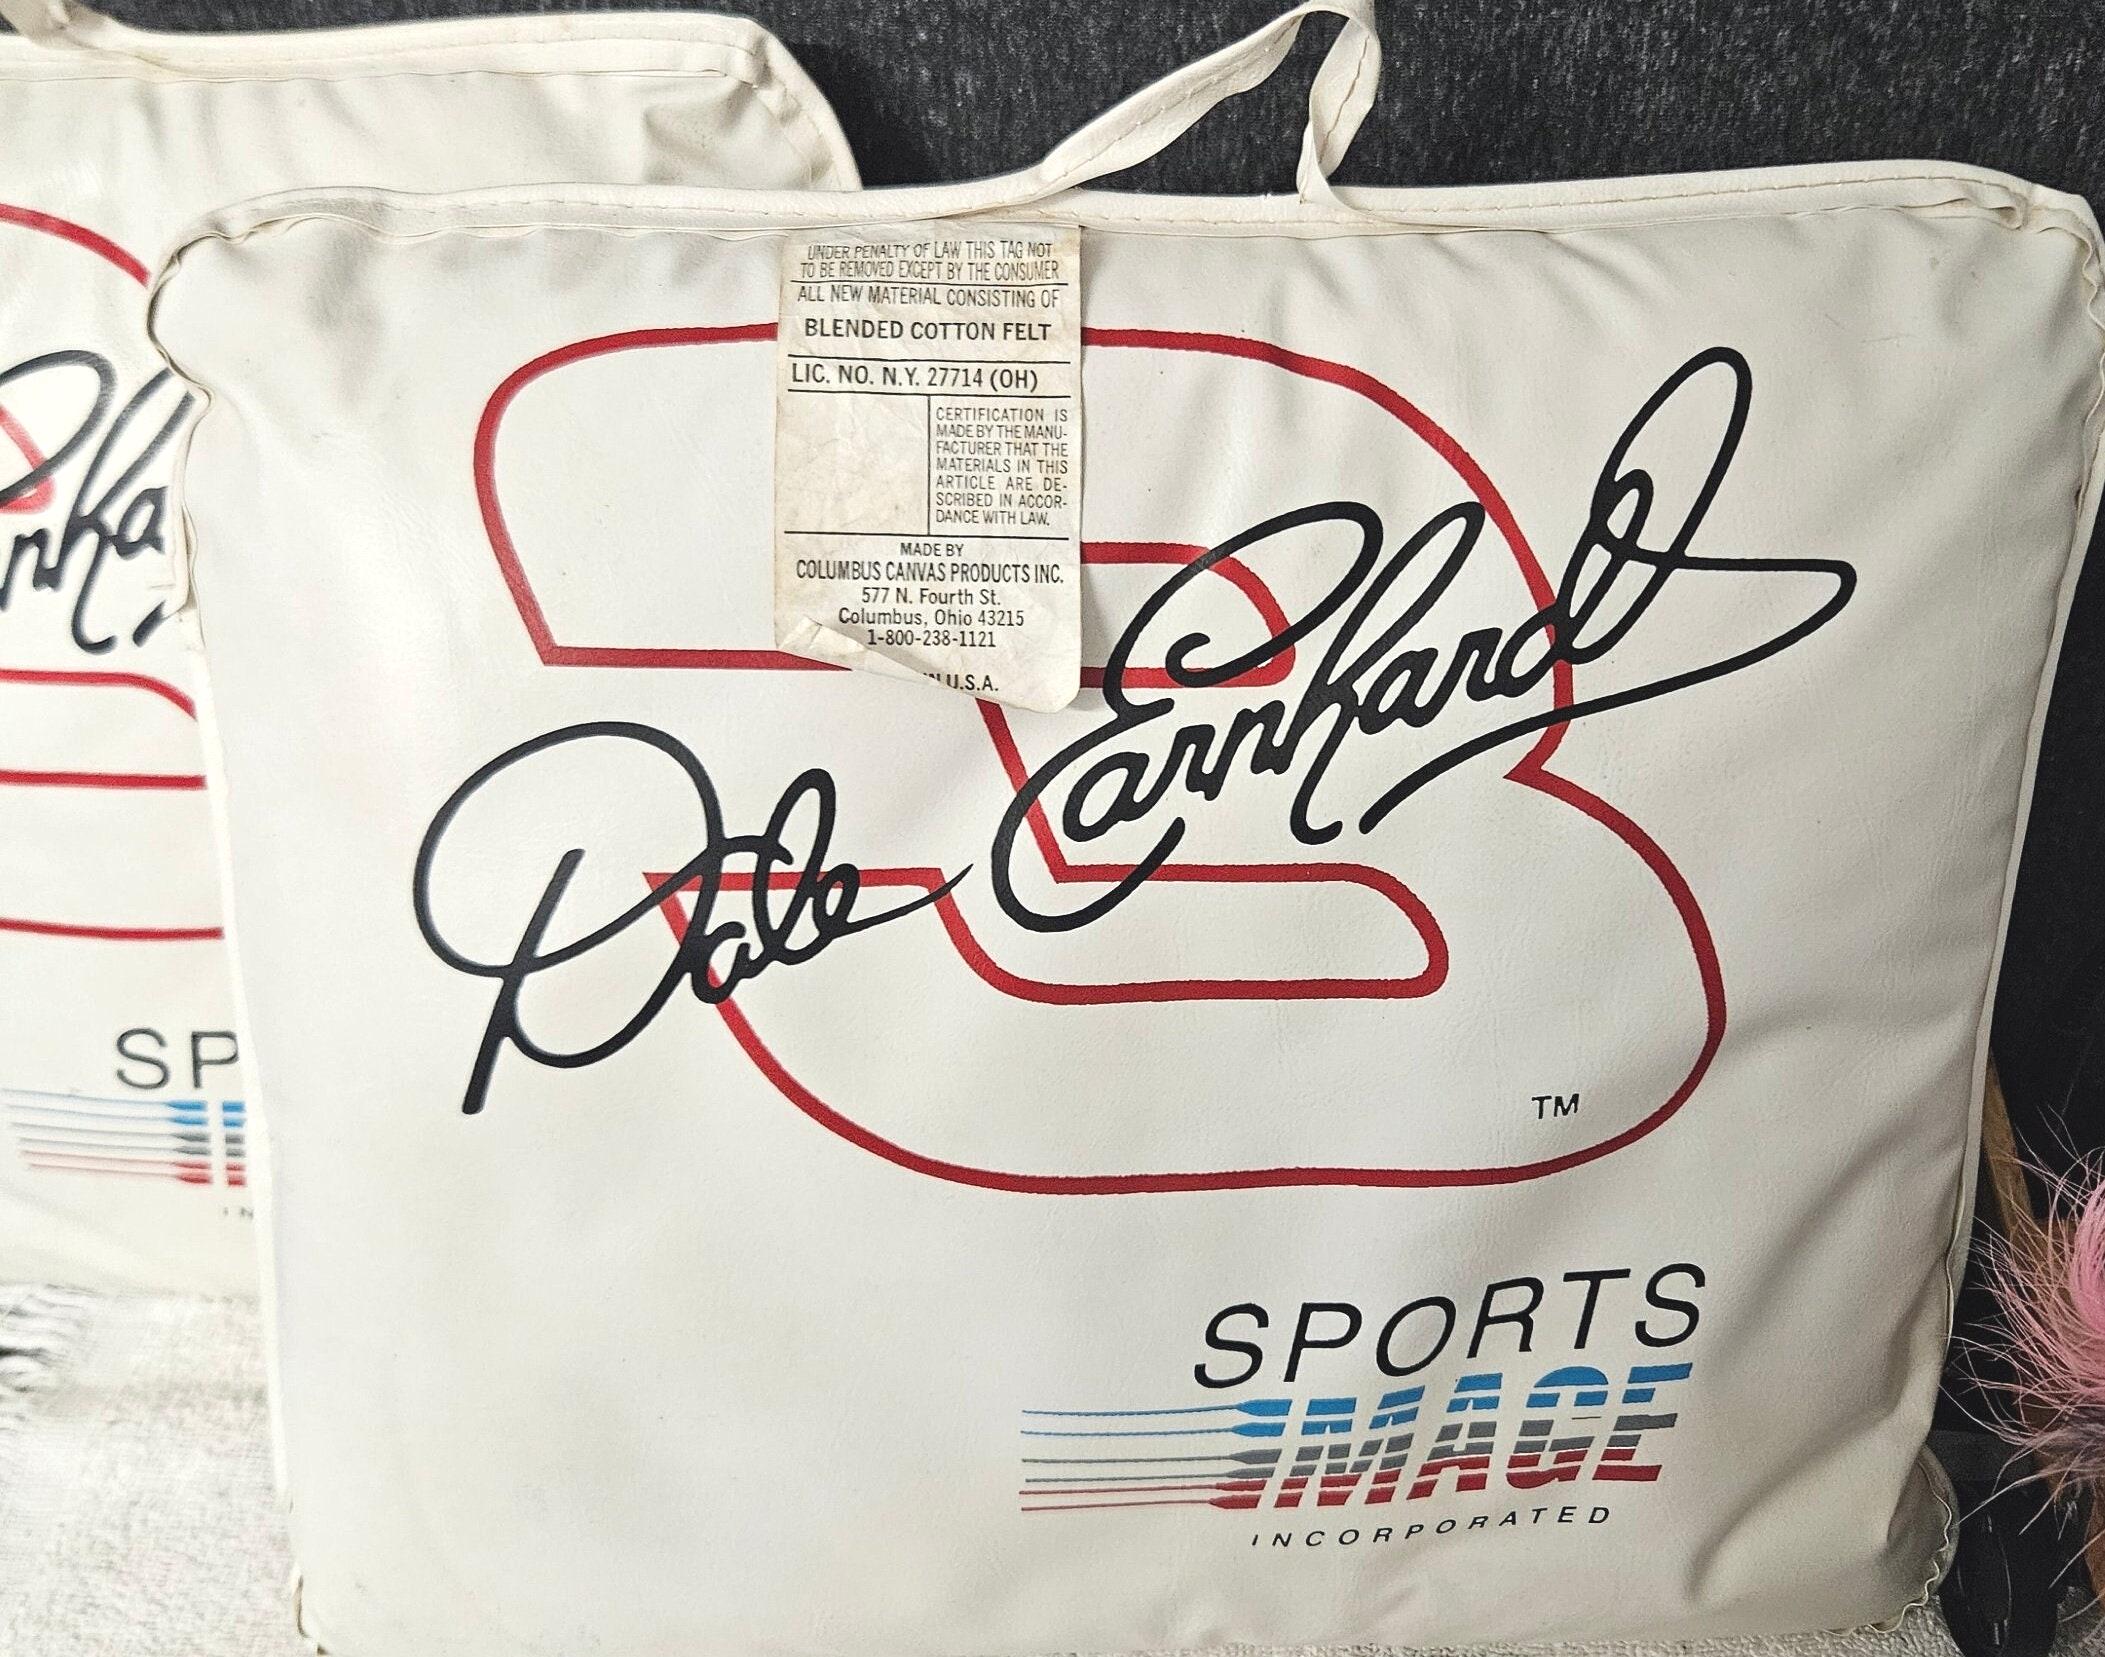 UNDER PENALTY OF LAW THIS TAG NOT
TO BE REMOVED EXCEPT BY THE CONSUMER
ALL NEW MATERIAL CONSISTING OF
BLENDED COTTON FELT
LIC. NO. N.Y. 27714 (OH)
CERTIFICATION IS
MADE BY THE MANU-
FACTURER THAT THE
MATERIALS IN THIS
ARTICLE ARE DE-
SCRIBED IN ACCOR-
DANCE WITH LAW.
MADE BY
COLUMBUS CANVAS PRODUCTS INC.
577 N. Fourth St.
Columbus, Ohio 43215
1-800-238-1121
U.S.A.
3
Dale Earnhardt
TM
SPORTS
IMAGE
INCORPORATED
SP
IN